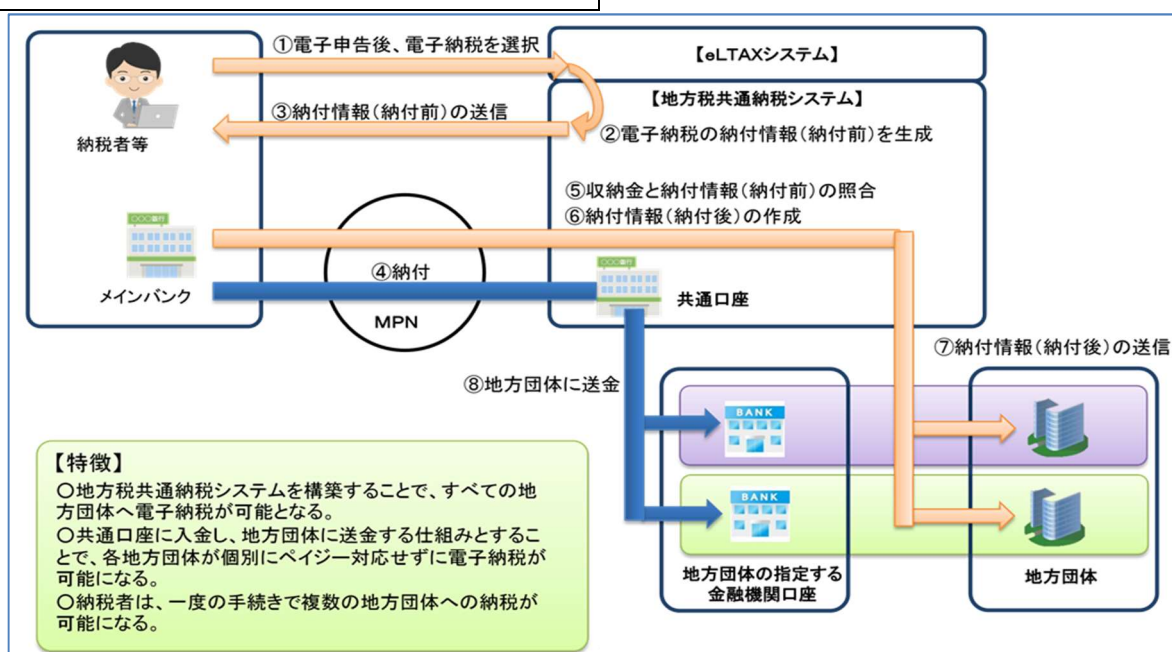 ①電子申告後、電子納税を選択
【eLTAXシステム】
【地方税共通納税システム】
③納付情報(納付前)の送信
②電子納税の納付情報(納付前)を生成
納税者等
⑤収納金と納付情報(納付前)の照合
⑥納付情報(納付後)の作成
〇〇〇銀行
④納付
〇〇〇銀行
メインバンク
共通口座
MPN
⑦納付情報(納付後)の送信
⑧地方団体に送金
BANK
BANK
地方団体の指定する
金融機関口座
地方団体
【特徴】
〇地方税共通納税システムを構築することで、すべての地
方団体へ電子納税が可能となる。
〇共通口座に入金し、地方団体に送金する仕組みとするこ
とで、各地方団体が個別にペイジー対応せずに電子納税が
可能になる。
〇納税者は、一度の手続きで複数の地方団体への納税が
可能になる。